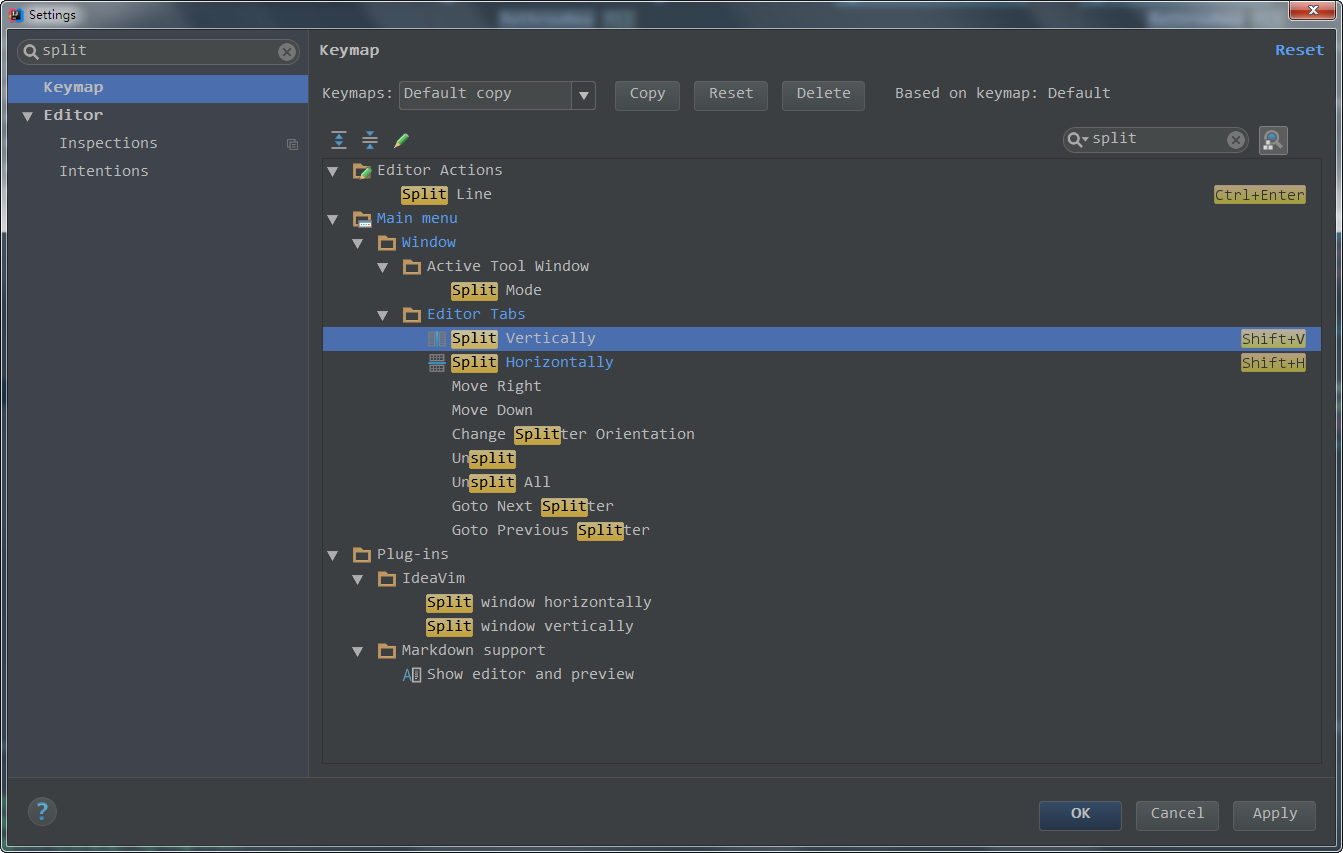 Settings
split
Keymap
Editor
Inspections
Intentions
Keymap
Reset
Keymaps: Default copy Copy Reset Delete Based on keymap: Default
split
Editor Actions
Split Line Ctrl+Enter
Main menu
Window
Active Tool Window
Split Mode
Editor Tabs
Split Vertically Shift+V
Split Horizontally Shift+H
Move Right
Move Down
Change Splitter Orientation
Unsplit
Unsplit All
Goto Next Splitter
Goto Previous Splitter
Plug-ins
IdeaVim
Split window horizontally
Split window vertically
Markdown support
Show editor and preview
? OK Cancel Apply